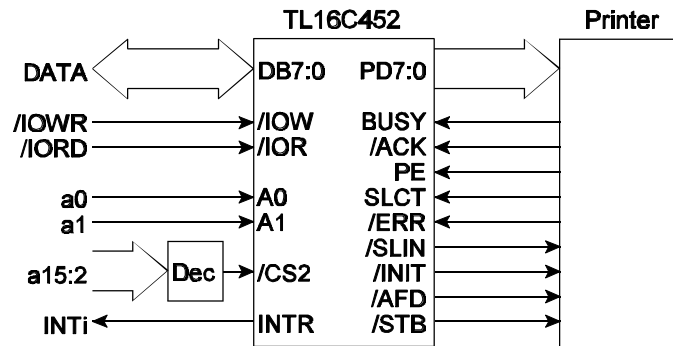 TL16C452 Printer
DATA DB7:0 PD7:0
/IOWR /IOW BUSY
/IORD /IOR /ACK
PE
a0 A0 SLCT
a1 A1 /ERR
/SLIN
a15:2 Dec /CS2 /INIT
/AFD
INTi INTR /STB